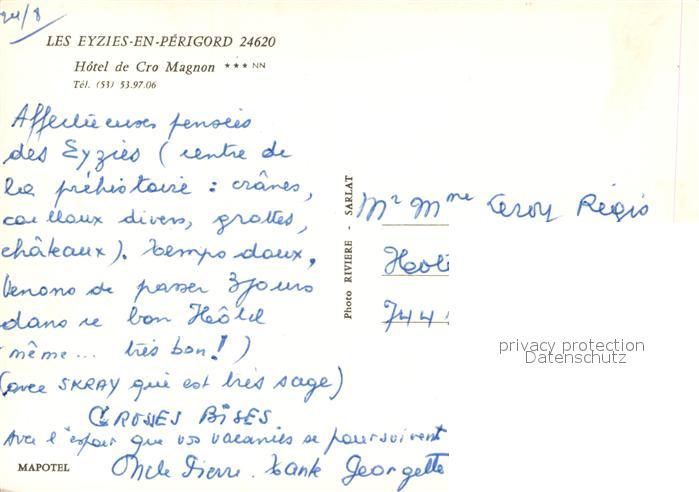 24/8
LES EYZIES-EN-PÉRIGORD 24620
Hôtel de Cro Magnon *** NN
Tél. (53) 53.97.06
Affectueuses pensées
des Eyzies (centre de
la préhistoire : crânes,
cailloux divers, grottes,
châteaux). Temps doux,
Venons de passer 3 jours
dans ce bon Hôtel
même... très bon!)
(avec SKRAY qui est très sage)
GROSSES BISES
Avec l'espoir que vos vacances se poursuivent
Oncle Pierre. Tante Georgette
MAPOTEL
Photo RIVIERE - SARLAT
Mr Mme Leroy Régis
744
privacy protection
Datenschutz